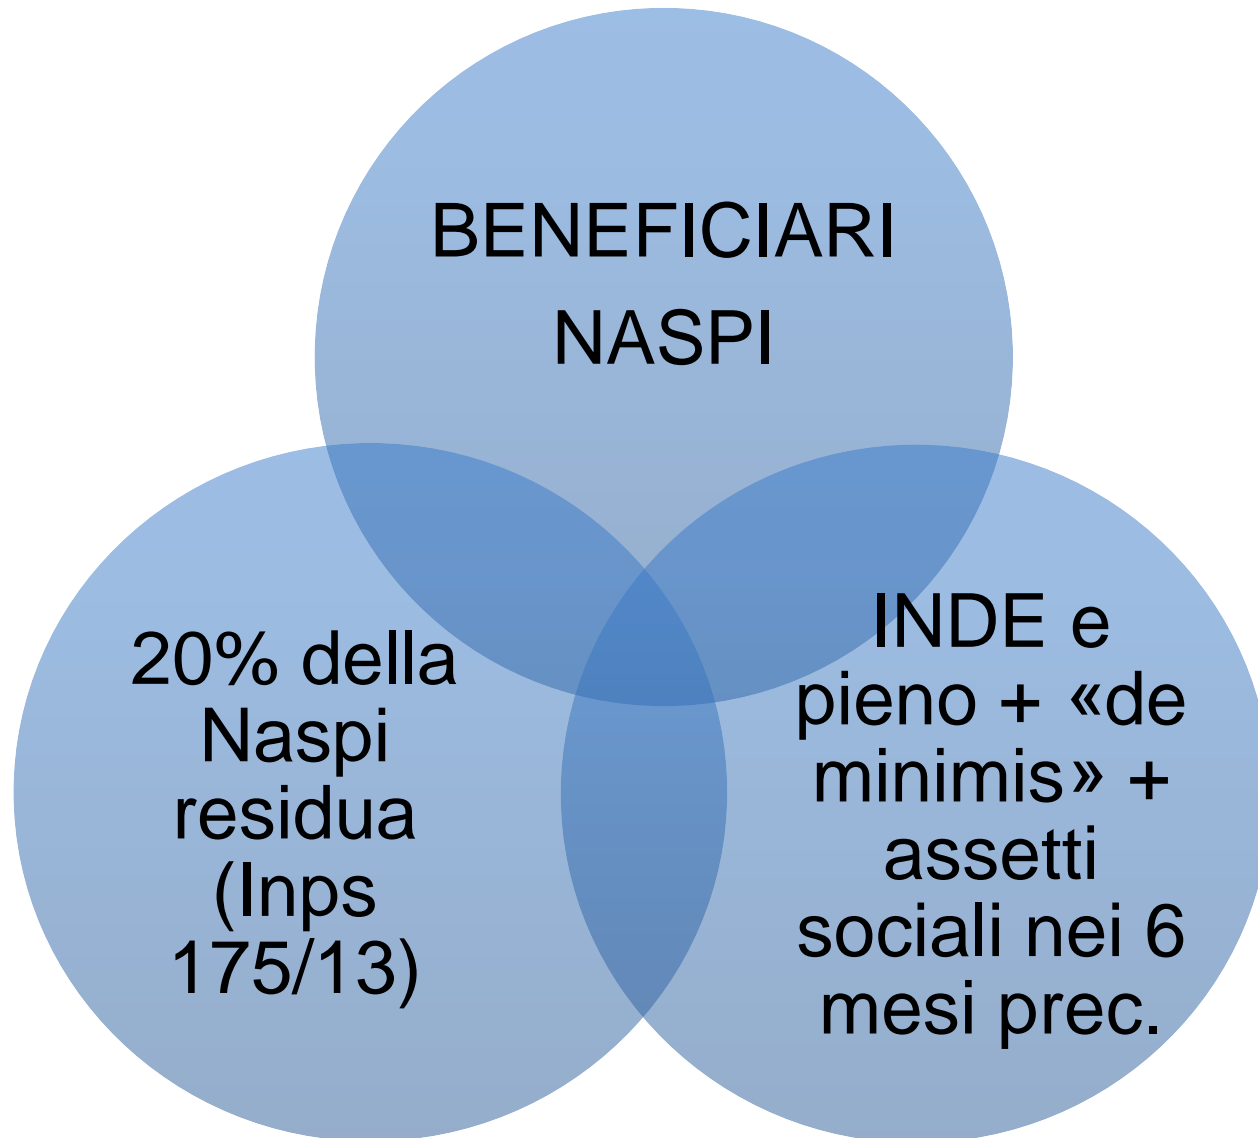 BENEFICIARI
NASPI
20% della
Naspi
residua
(Inps
175/13)
INDE e
pieno + «de
minimis» +
assetti
sociali nei 6
mesi prec.